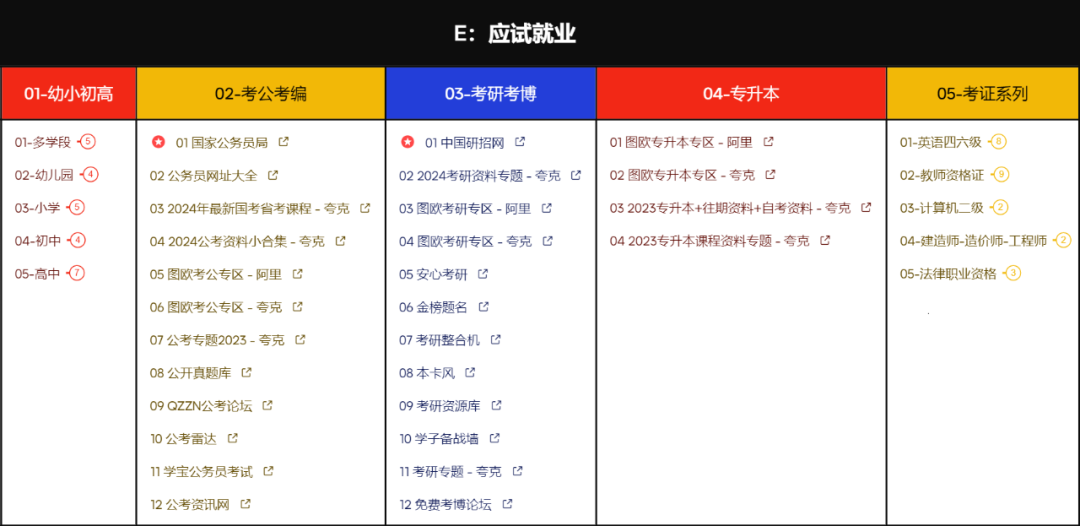 E：应试就业
01-幼小初高
02-考公考编
03-考研考博
04-专升本
05-考证系列
01-多学段 5
02-幼儿园 4
03-小学 5
04-初中 4
05-高中 7
01 国家公务员局
02 公务员网址大全
03 2024年最新国考省考课程 - 夸克
04 2024公考资料小合集 - 夸克
05 图欧考公专区 - 阿里
06 图欧考公专区 - 夸克
07 公考专题2023 - 夸克
08 公开真题库
09 QZZN公考论坛
10 公考雷达
11 学宝公务员考试
12 公考资讯网
01 中国研招网
02 2024考研资料专题 - 夸克
03 图欧考研专区 - 阿里
04 图欧考研专区 - 夸克
05 安心考研
06 金榜题名
07 考研整合机
08 本卡风
09 考研资源库
10 学子备战墙
11 考研专题 - 夸克
12 免费考博论坛
01 图欧专升本专区 - 阿里
02 图欧专升本专区 - 夸克
03 2023专升本+往期资料+自考资料 - 夸克
04 2023专升本课程资料专题 - 夸克
01-英语四六级 8
02-教师资格证 9
03-计算机二级 2
04-建造师-造价师-工程师 2
05-法律职业资格 3